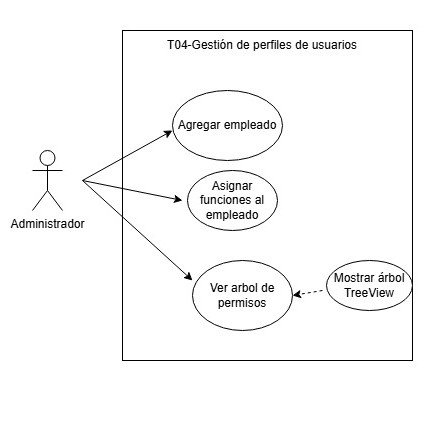 T04-Gestión de perfiles de usuarios
Agregar empleado
Asignar
funciones al
empleado
Administrador
Ver arbol de
permisos
Mostrar árbol
TreeView